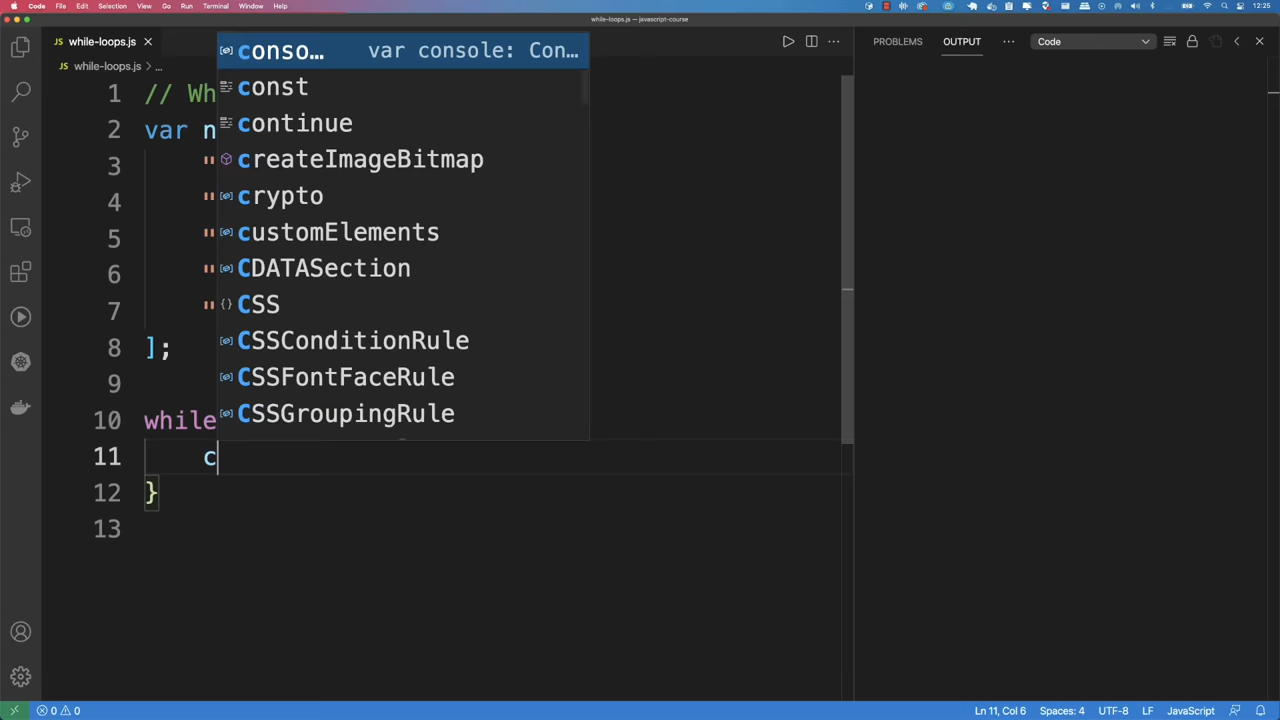 Code File Edit Selection View Go Run Terminal Window Help 12:25
while-loops.js — javascript-course
while-loops.js
PROBLEMS OUTPUT Code
while-loops.js > ...
1 // Wh
2 var n
3 "
4 "
5 "
6 "
7 "
8 ];
9
10 while
11 c
12 }
13
conso... var console: Con...
const
continue
createImageBitmap
crypto
customElements
CDATASection
CSS
CSSConditionRule
CSSFontFaceRule
CSSGroupingRule
0 0 Ln 11, Col 6 Spaces: 4 UTF-8 LF JavaScript